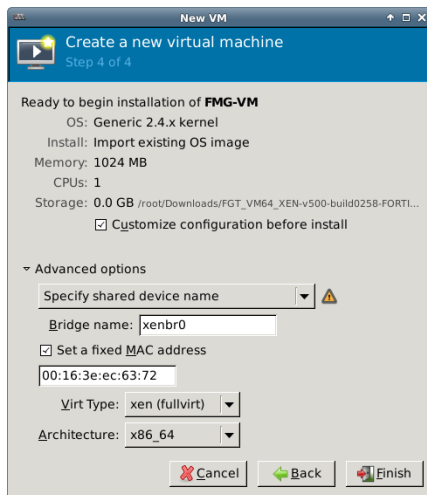 New VM
Create a new virtual machine
Step 4 of 4
Ready to begin installation of FMG-VM
OS: Generic 2.4.x kernel
Install: Import existing OS image
Memory: 1024 MB
CPUs: 1
Storage: 0.0 GB /root/Downloads/FGT_VM64_XEN-v500-build0258-FORTI...
Customize configuration before install
Advanced options
Specify shared device name
Bridge name: xenbr0
Set a fixed MAC address
00:16:3e:ec:63:72
Virt Type: xen (fullvirt)
Architecture: x86_64
Cancel Back Finish